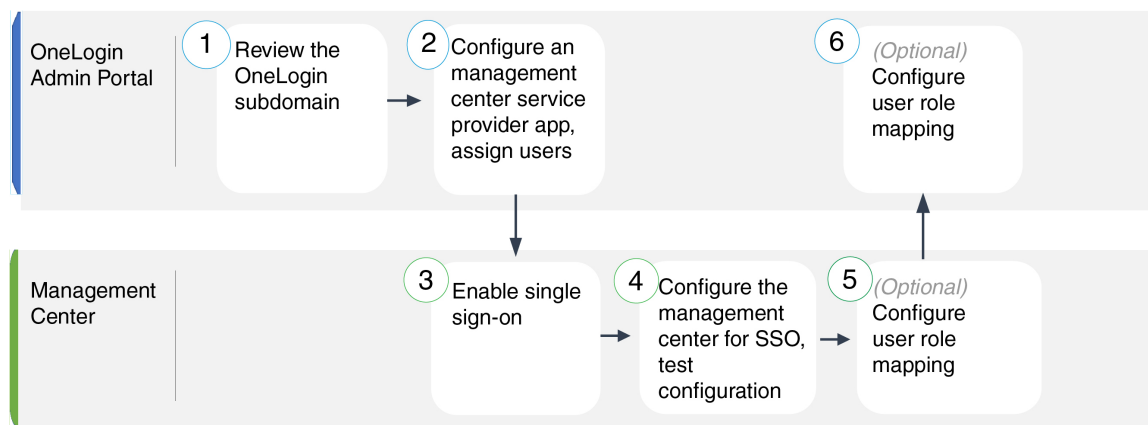 OneLogin
Admin Portal
1
Review the
OneLogin
subdomain
2
Configure an
management
center service
provider app,
assign users
6
(Optional)
Configure
user role
mapping
Management
Center
3
Enable single
sign-on
4
Configure the
management
center for SSO,
test
configuration
5
(Optional)
Configure
user role
mapping